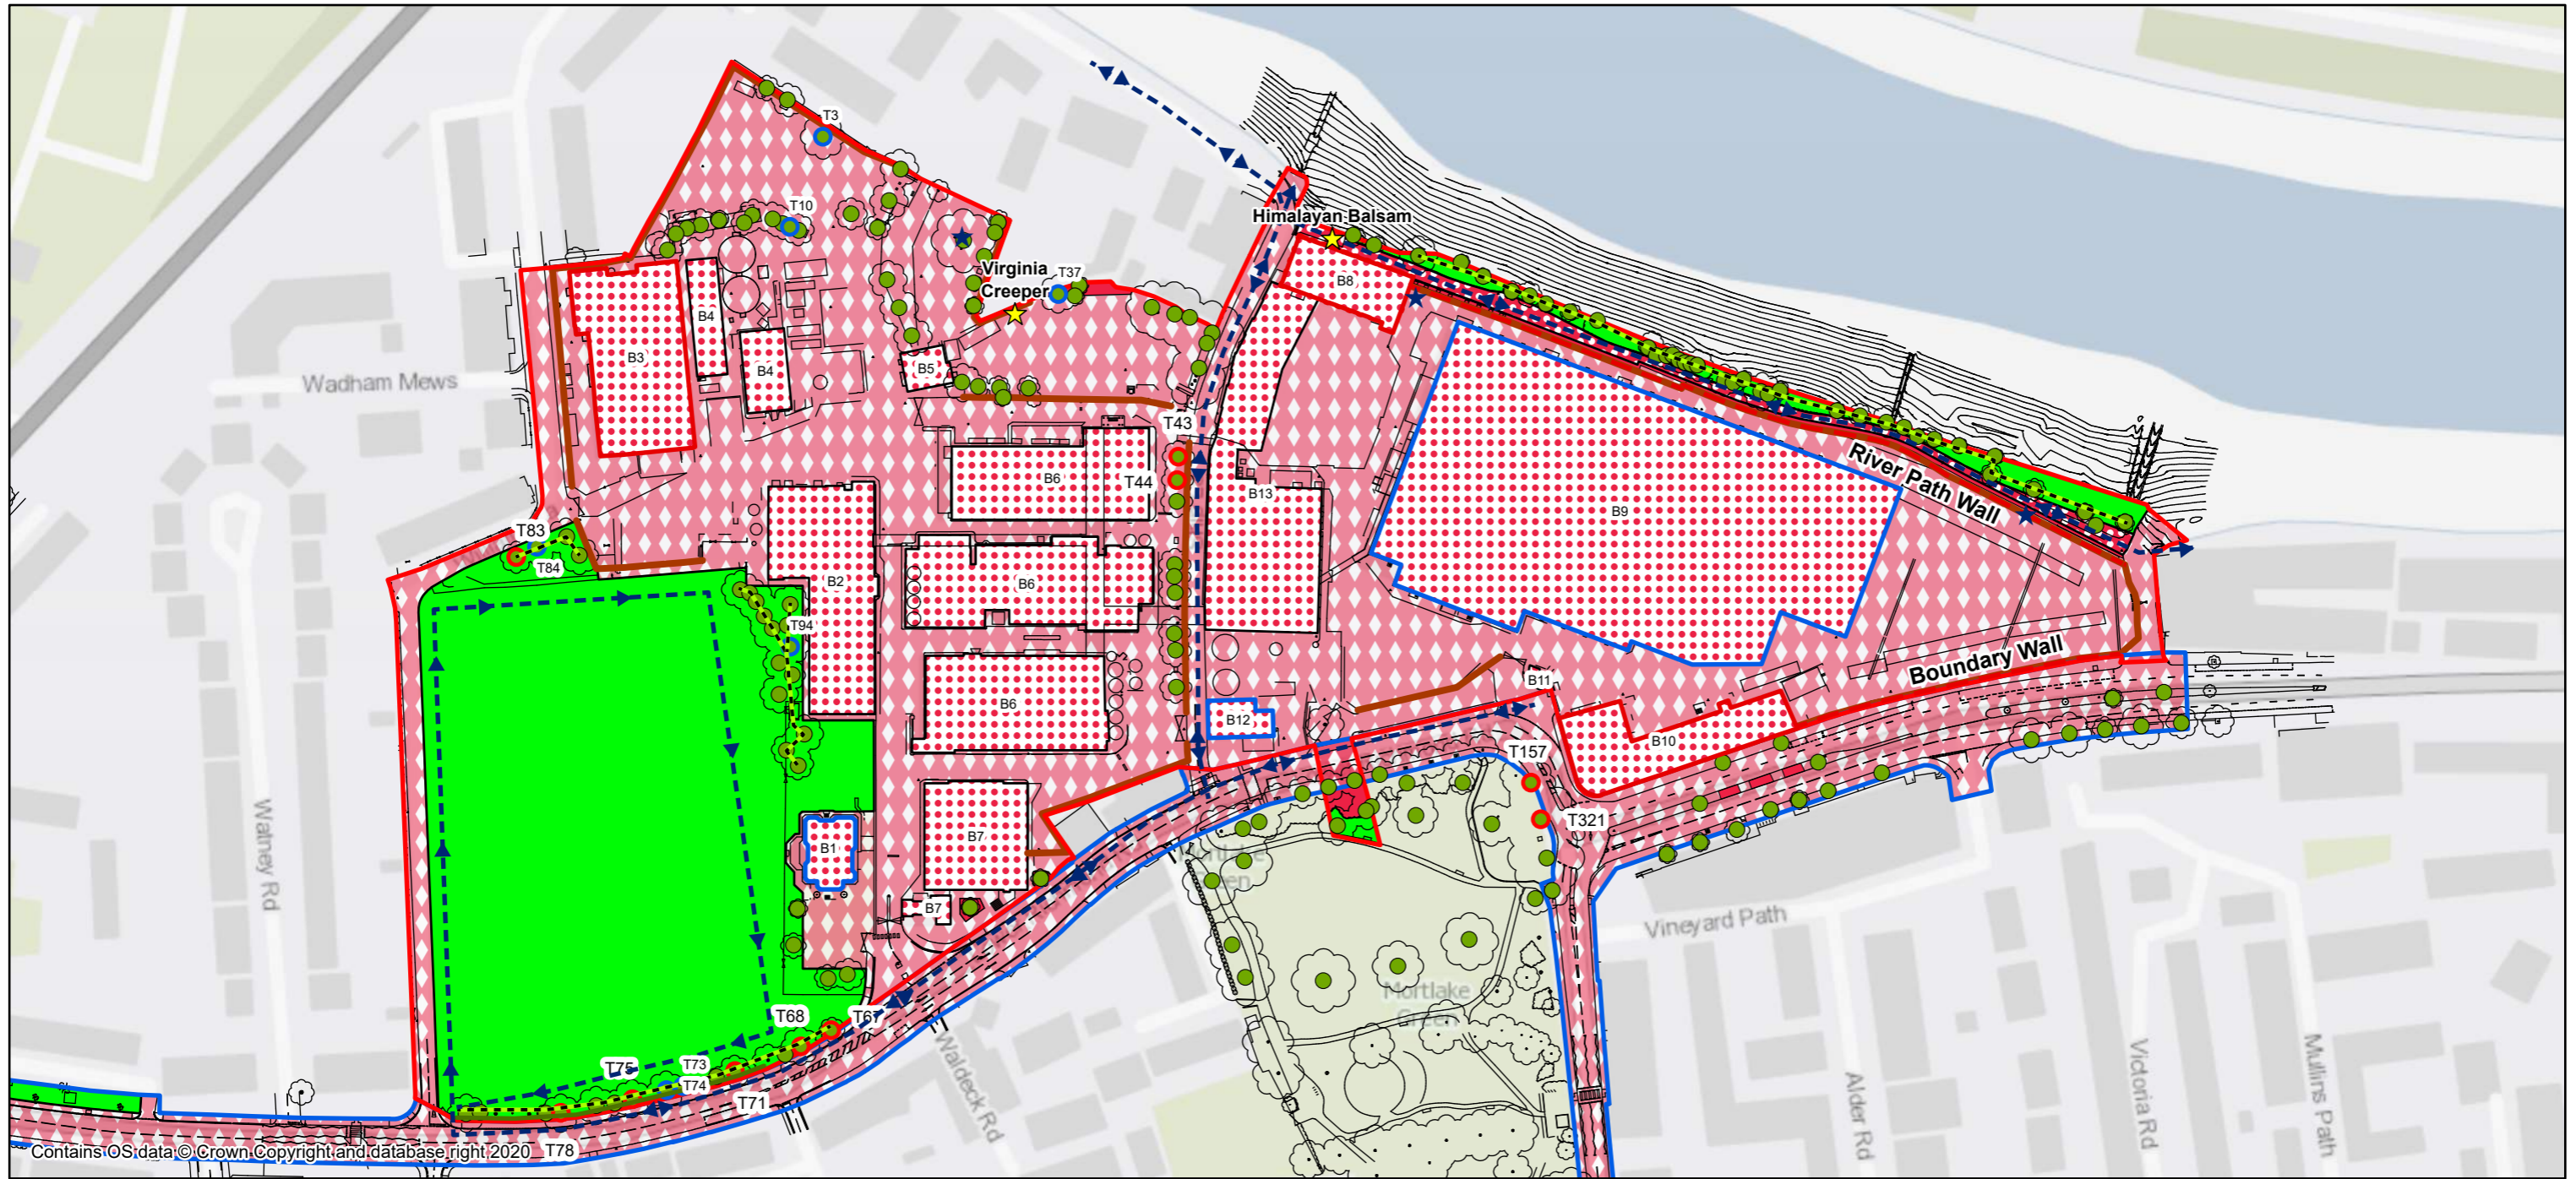 T3
T10
Himalayan Balsam
Virginia
Creeper
T37
B8
B4
B3
B4
B5
Wadham Mews
T43
River Path Wall
B6
T44
B13
B9
T83
T84
B2
B6
T94
Boundary Wall
B11
B6
B12
B10
T157
T321
B7
B1
Mortlake
Green
B7
Vineyard Path
Watney Rd
Mortlake
Green
T68
T67
Waldeck Rd
T75
T73
T74
T71
Alder Rd
Victoria Rd
Mullins Path
Contains OS data © Crown Copyright and database right 2020
T78